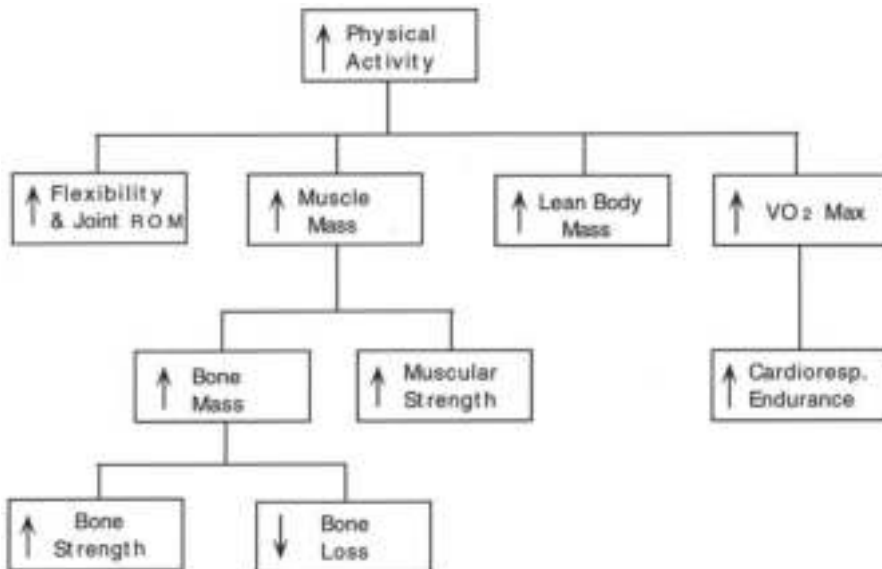 Physical
Activity
Flexibility
& Joint ROM
Muscle
Mass
Lean Body
Mass
VO2 Max
Bone
Mass
Muscular
Strength
Cardioresp.
Endurance
Bone
Strength
Bone
Loss